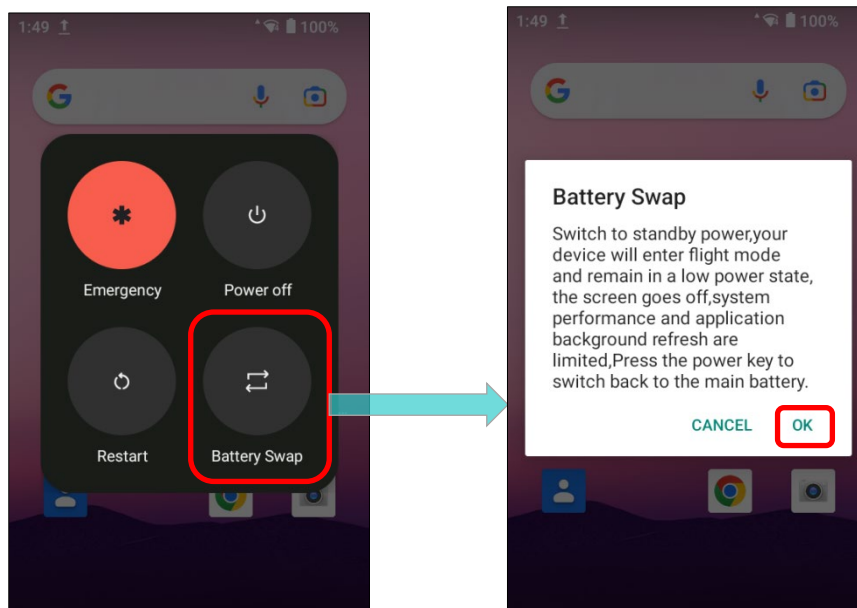 1:49
100%
Emergency
Power off
Restart
Battery Swap
1:49
100%
Battery Swap
Switch to standby power,your
device will enter flight mode
and remain in a low power state,
the screen goes off,system
performance and application
background refresh are
limited,Press the power key to
switch back to the main battery.
CANCEL
OK